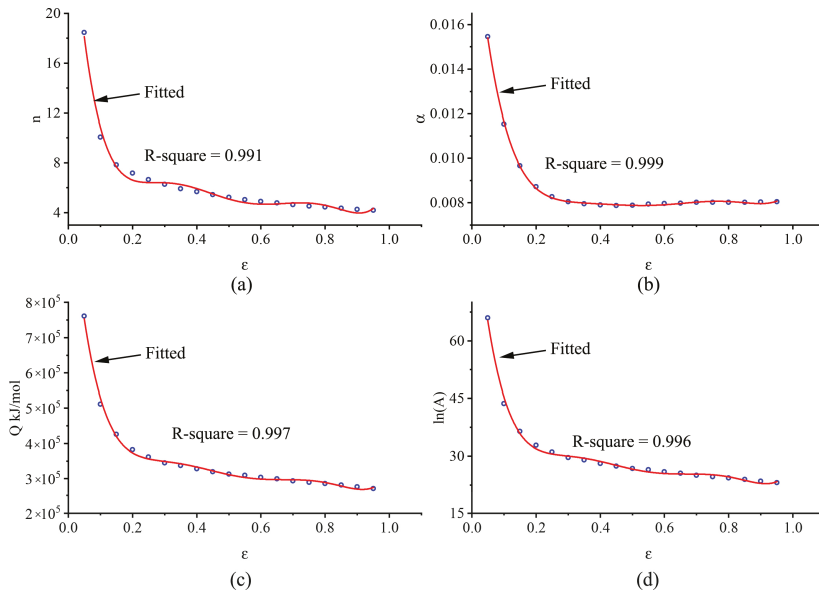 n
20
16
12
8
4
Fitted
R-square = 0.991
0.0 0.2 0.4 0.6 0.8 1.0
ε
(a)
α
0.016
0.014
0.012
0.010
0.008
Fitted
R-square = 0.999
0.0 0.2 0.4 0.6 0.8 1.0
ε
(b)
Q kJ/mol
8×10⁵
7×10⁵
6×10⁵
5×10⁵
4×10⁵
3×10⁵
2×10⁵
Fitted
R-square = 0.997
0.0 0.2 0.4 0.6 0.8 1.0
ε
(c)
ln(A)
60
45
30
15
Fitted
R-square = 0.996
0.0 0.2 0.4 0.6 0.8 1.0
ε
(d)